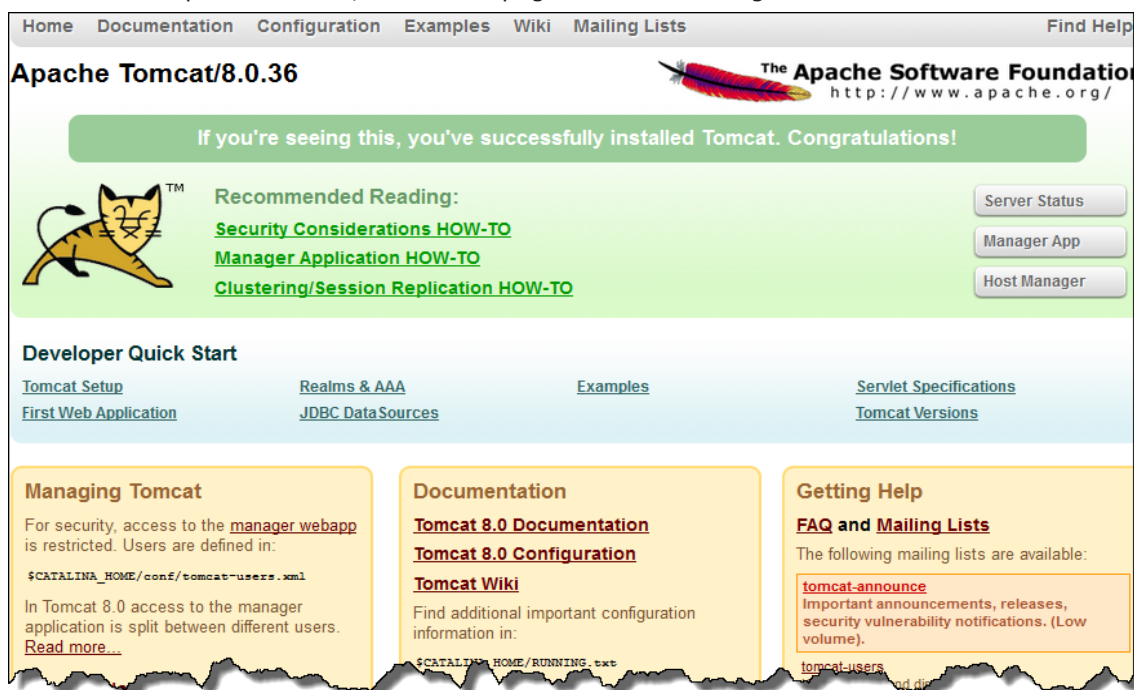 Home Documentation Configuration Examples Wiki Mailing Lists Find Help
Apache Tomcat/8.0.36
The Apache Software Foundation
http://www.apache.org/
If you're seeing this, you've successfully installed Tomcat. Congratulations!
TM
Recommended Reading:
Security Considerations HOW-TO
Manager Application HOW-TO
Clustering/Session Replication HOW-TO
Server Status
Manager App
Host Manager
Developer Quick Start
Tomcat Setup
First Web Application
Realms & AAA
JDBC DataSources
Examples
Servlet Specifications
Tomcat Versions
Managing Tomcat
For security, access to the manager webapp
is restricted. Users are defined in:
$CATALINA_HOME/conf/tomcat-users.xml
In Tomcat 8.0 access to the manager
application is split between different users.
Read more...
Documentation
Tomcat 8.0 Documentation
Tomcat 8.0 Configuration
Tomcat Wiki
Find additional important configuration
information in:
$CATALINA_HOME/RUNNING.txt
Getting Help
FAQ and Mailing Lists
The following mailing lists are available:
tomcat-announce
Important announcements, releases,
security vulnerability notifications. (Low
volume).
tomcat-users